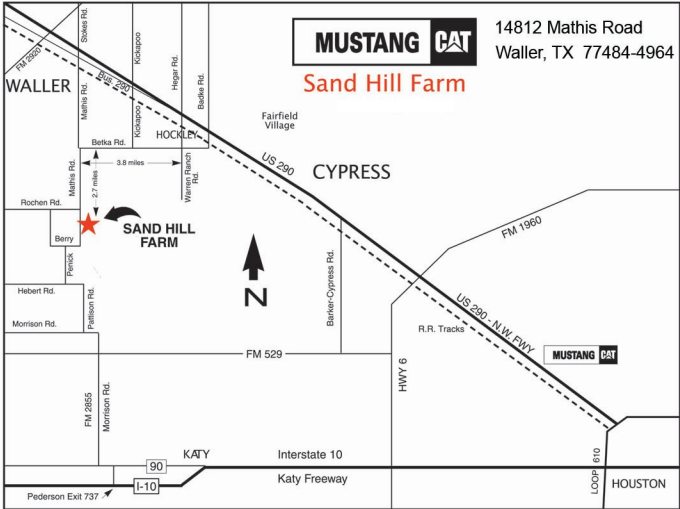 MUSTANG CAT
Sand Hill Farm
14812 Mathis Road
Waller, TX 77484-4964
FM 2920
WALLER
Stokes Rd.
Kickapoo
Hegar Rd.
Badke Rd.
Bus. 290
Mathis Rd.
Kickapoo
HOCKLEY
Fairfield
Village
Betka Rd.
3.8 miles
Warren Ranch
Rd.
US 290
CYPRESS
Mathis Rd.
2.7 miles
Rochen Rd.
SAND HILL
FARM
Berry
Penick
N
Barker-Cypress Rd.
FM 1960
Hebert Rd.
Pattison Rd.
Morrison Rd.
US 290 - N.W. FWY
R.R. Tracks
MUSTANG CAT
FM 529
HWY 6
FM 2855
Morrison Rd.
KATY
Interstate 10
90
Katy Freeway
I-10
Pederson Exit 737
LOOP 610
HOUSTON